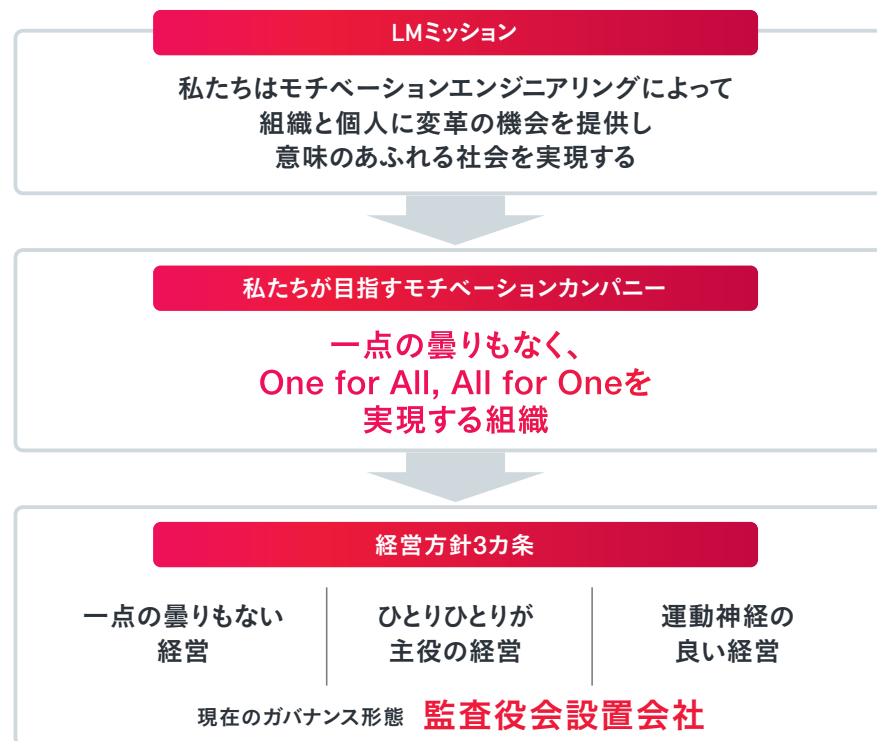 LMミッション
私たちはモチベーションエンジニアリングによって
組織と個人に変革の機会を提供し
意味のあふれる社会を実現する
私たちが目指すモチベーションカンパニー
一点の曇りもなく、
One for All, All for Oneを
実現する組織
経営方針3カ条
一点の曇りもない
経営
ひとりひとりが
主役の経営
運動神経の
良い経営
現在のガバナンス形態 監査役会設置会社